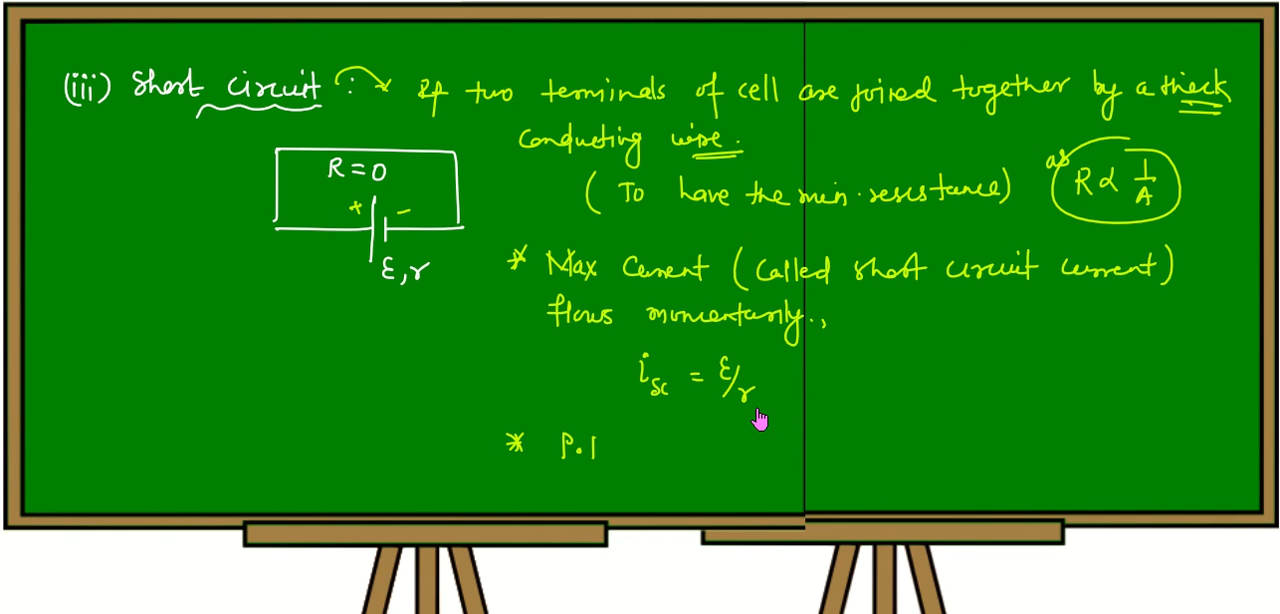 (iii) Short circuit : → If two terminals of cell are joined together by a thick
conducting wire.
R = 0
(To have the min. resistance) as R ∝ 1/A
+ -
ε, r
* Max Current (called short circuit current)
flows momentarily.,
i_sc = ε/r
* P.I